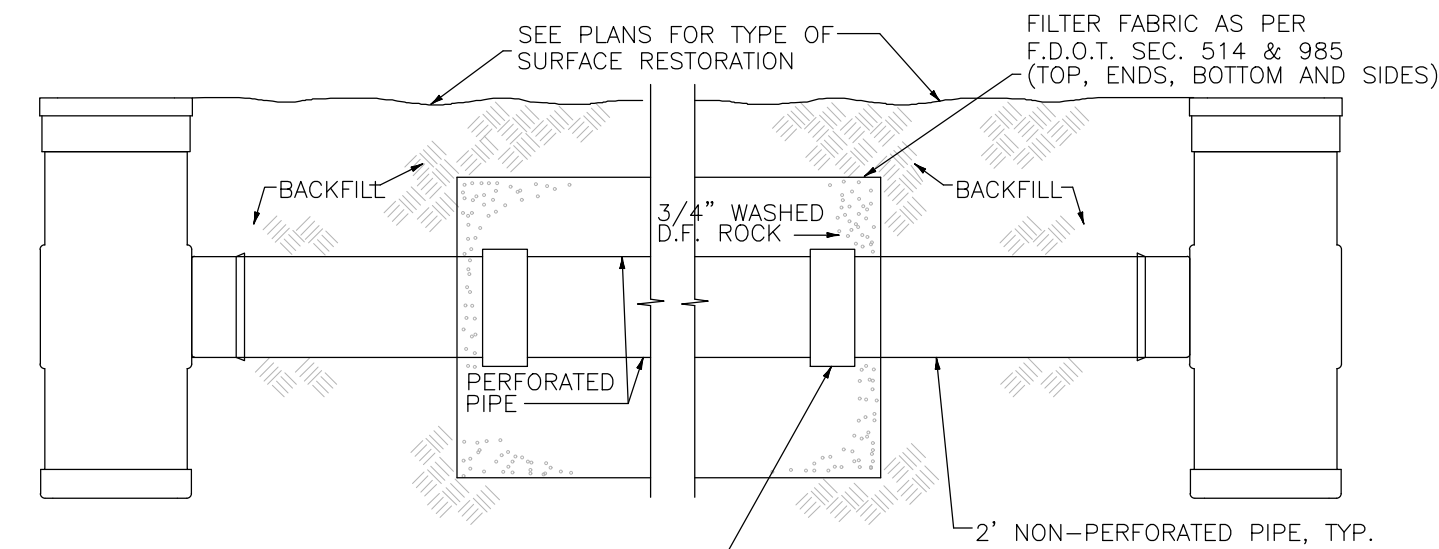 SEE PLANS FOR TYPE OF
SURFACE RESTORATION
FILTER FABRIC AS PER
F.D.O.T. SEC. 514 & 985
(TOP, ENDS, BOTTOM AND SIDES)
BACKFILL
BACKFILL
3/4" WASHED
D.F. ROCK
PERFORATED
PIPE
2' NON-PERFORATED PIPE, TYP.